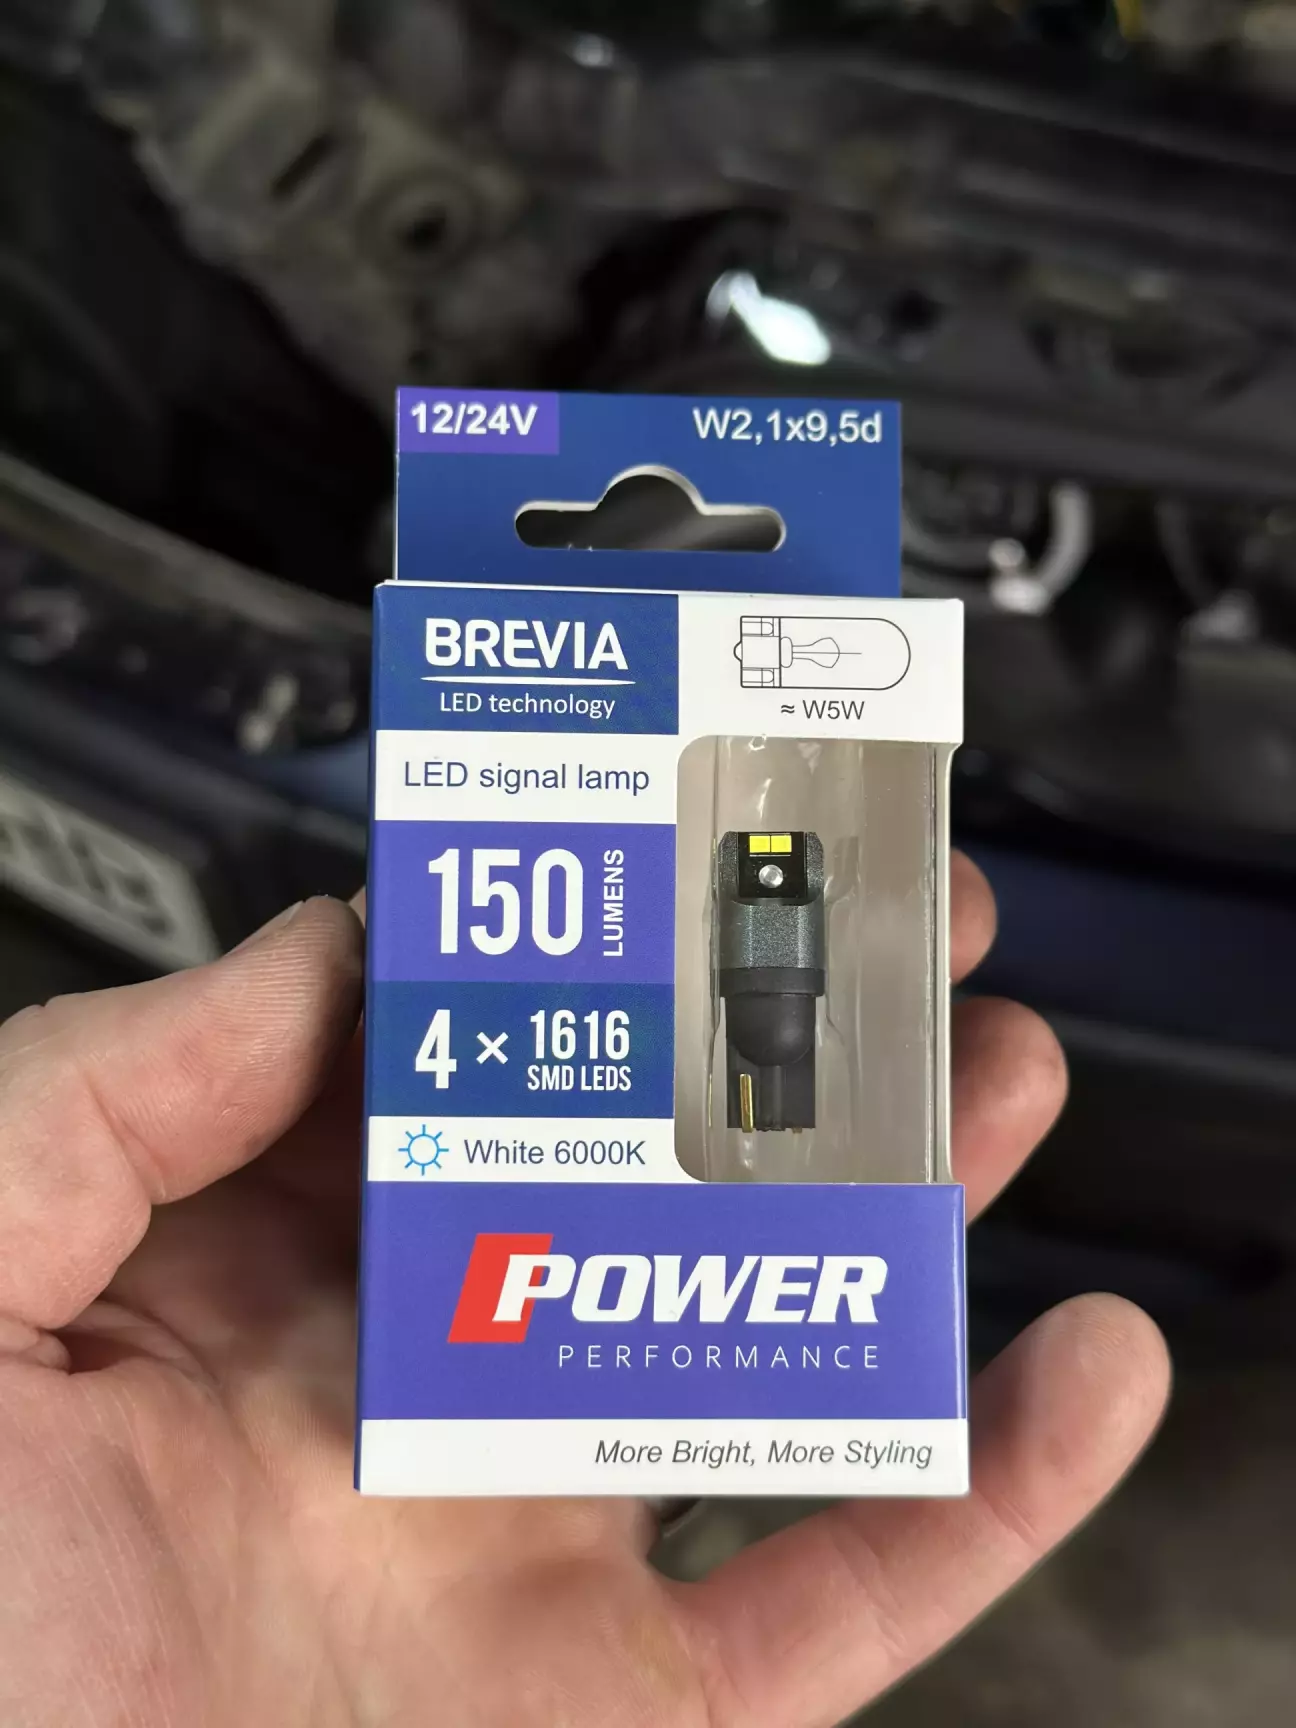 12/24V
W2,1x9,5d
BREVIA
LED technology
≈ W5W
LED signal lamp
150 LUMENS
4 × 1616
SMD LEDS
White 6000K
POWER
PERFORMANCE
More Bright, More Styling